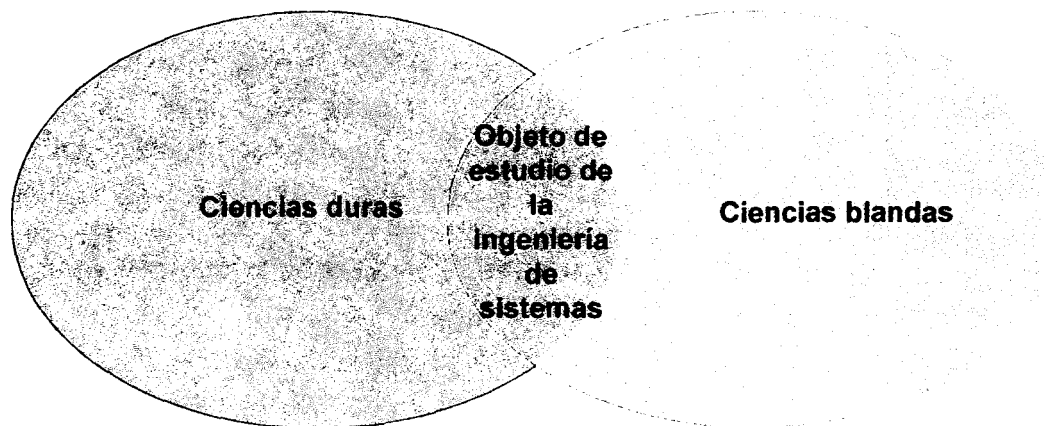 Ciencias duras
Objeto de
estudio de
la
ingeniería
de
sistemas
Ciencias blandas